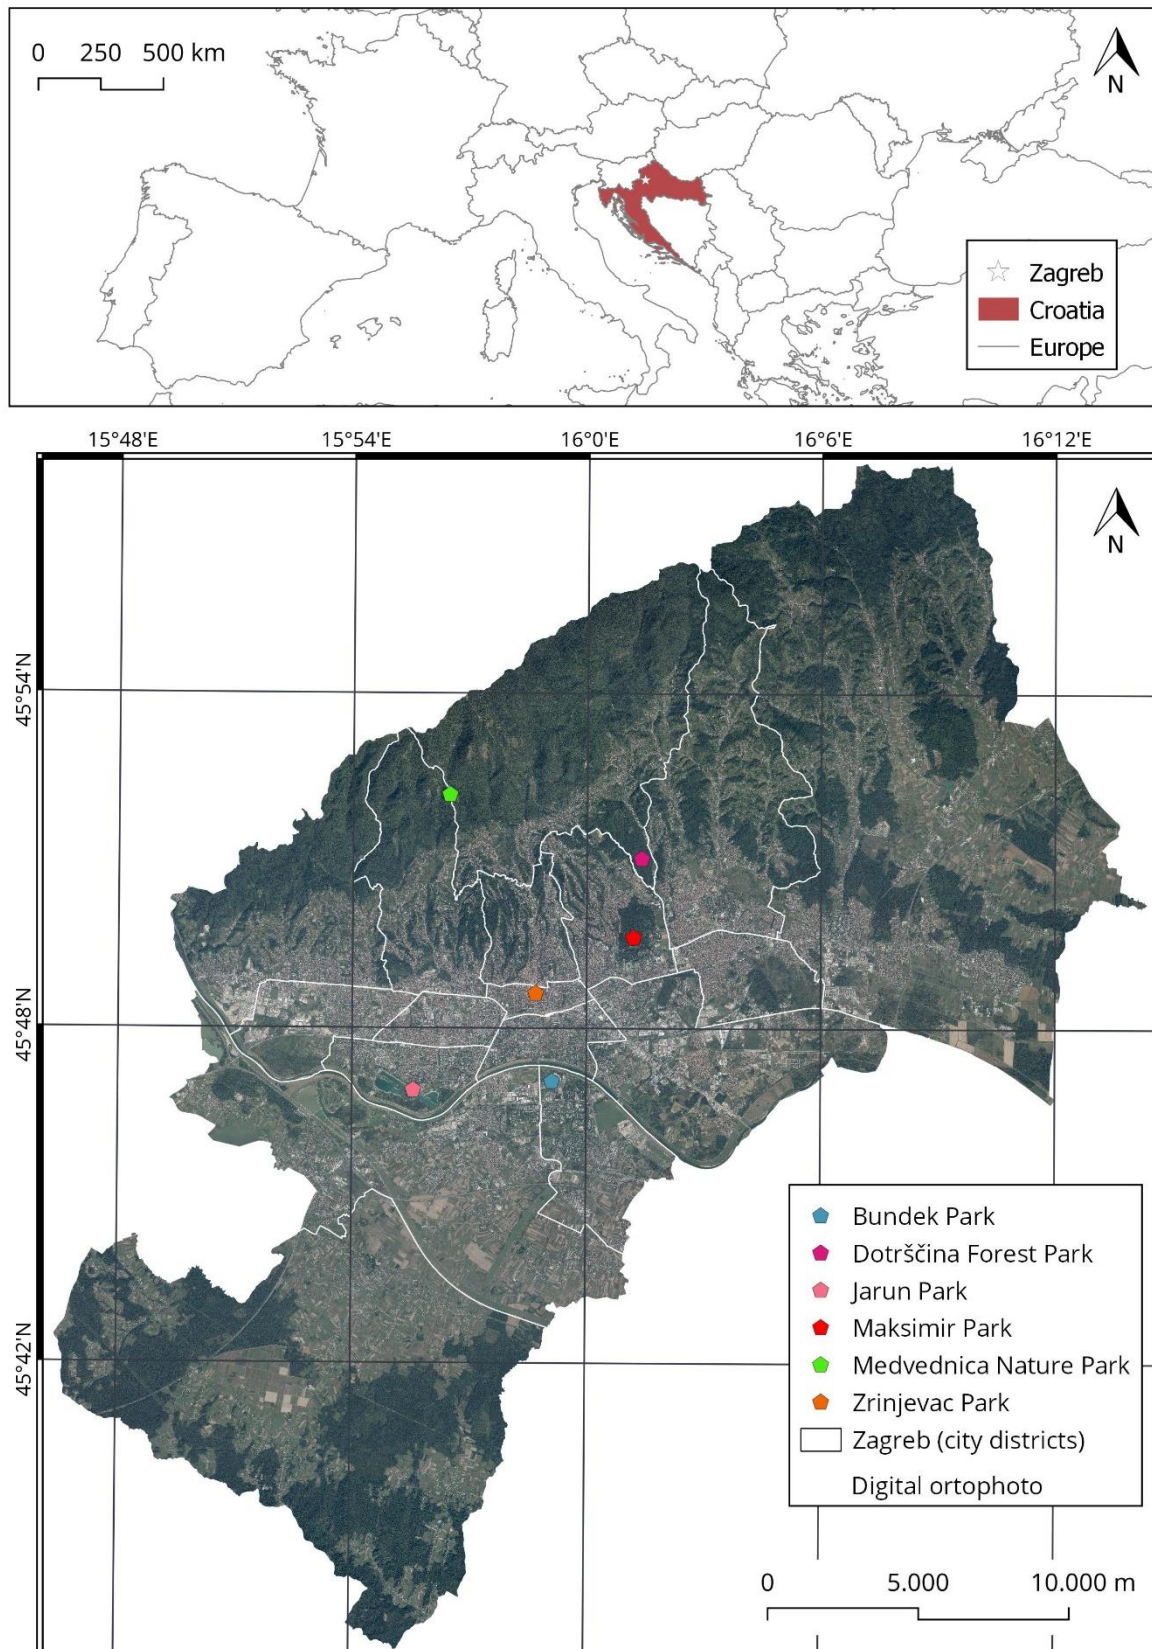 0 250 500 km
N
Zagreb
Croatia
Europe
15°48'E 15°54'E 16°0'E 16°6'E 16°12'E
N
45°54'N
45°48'N
45°42'N
Bundek Park
Dotrščina Forest Park
Jarun Park
Maksimir Park
Medvednica Nature Park
Zrinjevac Park
Zagreb (city districts)
Digital ortophoto
0 5.000 10.000 m